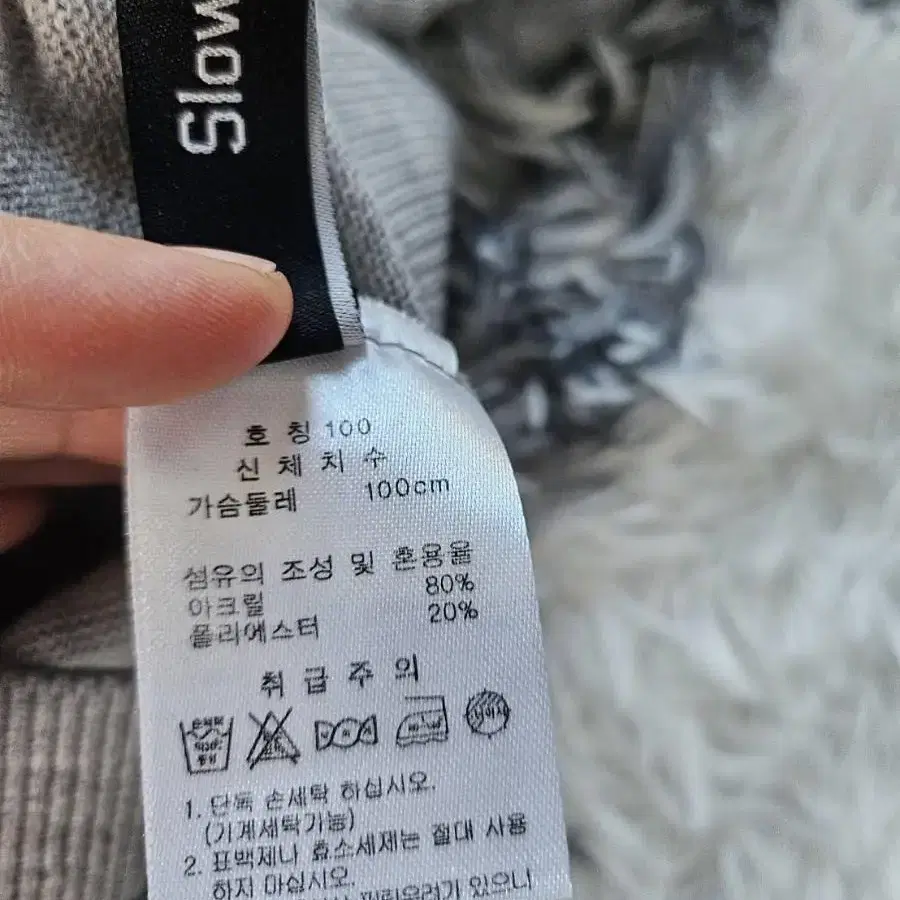 Slow
호 칭 100
신 체 치 수
가슴둘레 100cm
섬유의 조성 및 혼용율
아크릴 80%
폴리에스터 20%
취 급 주 의
1. 단독 손세탁 하십시오.
(기계세탁가능)
2. 표백제나 효소세제는 절대 사용
하지 마십시오.
있으니